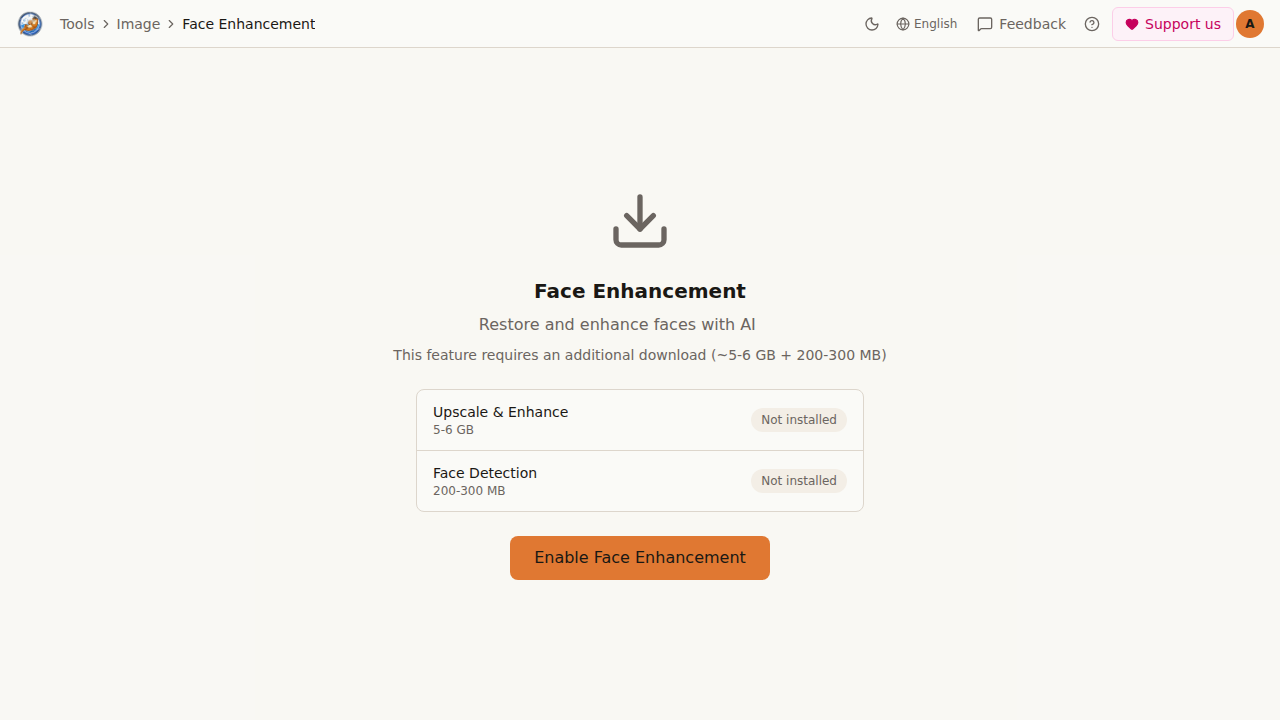 Tools > Image > Face Enhancement
English
Feedback
Support us
A
Face Enhancement
Restore and enhance faces with AI
This feature requires an additional download (~5-6 GB + 200-300 MB)
Upscale & Enhance
5-6 GB
Not installed
Face Detection
200-300 MB
Not installed
Enable Face Enhancement